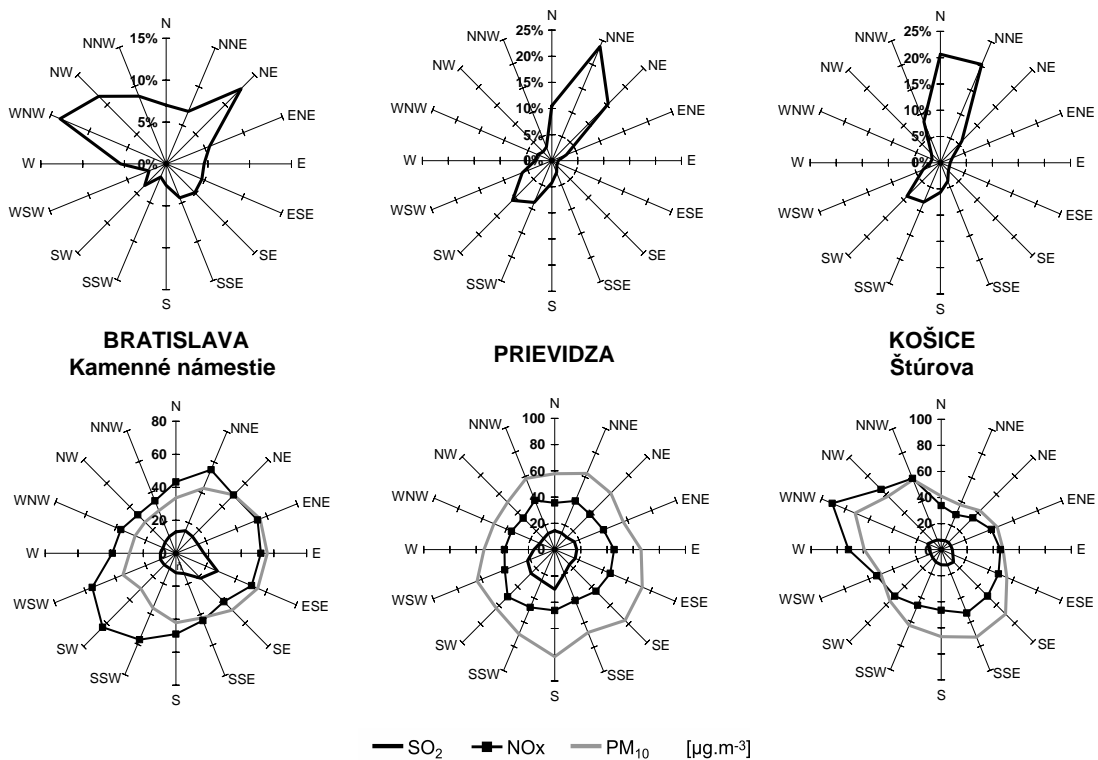 N
NNE
NE
ENE
E
ESE
SE
SSE
S
SSW
SW
WSW
W
WNW
NW
NNW
15%
10%
5%
0%
N
NNE
NE
ENE
E
ESE
SE
SSE
S
SSW
SW
WSW
W
WNW
NW
NNW
25%
20%
15%
10%
5%
0%
N
NNE
NE
ENE
E
ESE
SE
SSE
S
SSW
SW
WSW
W
WNW
NW
NNW
25%
20%
15%
10%
5%
0%
BRATISLAVA
Kamenné námestie
PRIEVIDZA
KOŠICE
Štúrova
N
NNE
NE
ENE
E
ESE
SE
SSE
S
SSW
SW
WSW
W
WNW
NW
NNW
80
60
40
20
N
NNE
NE
ENE
E
ESE
SE
SSE
S
SSW
SW
WSW
W
WNW
NW
NNW
100
80
60
40
20
0
N
NNE
NE
ENE
E
ESE
SE
SSE
S
SSW
SW
WSW
W
WNW
NW
NNW
100
80
60
40
20
0
SO₂ NOx PM₁₀ [µg.m⁻³]